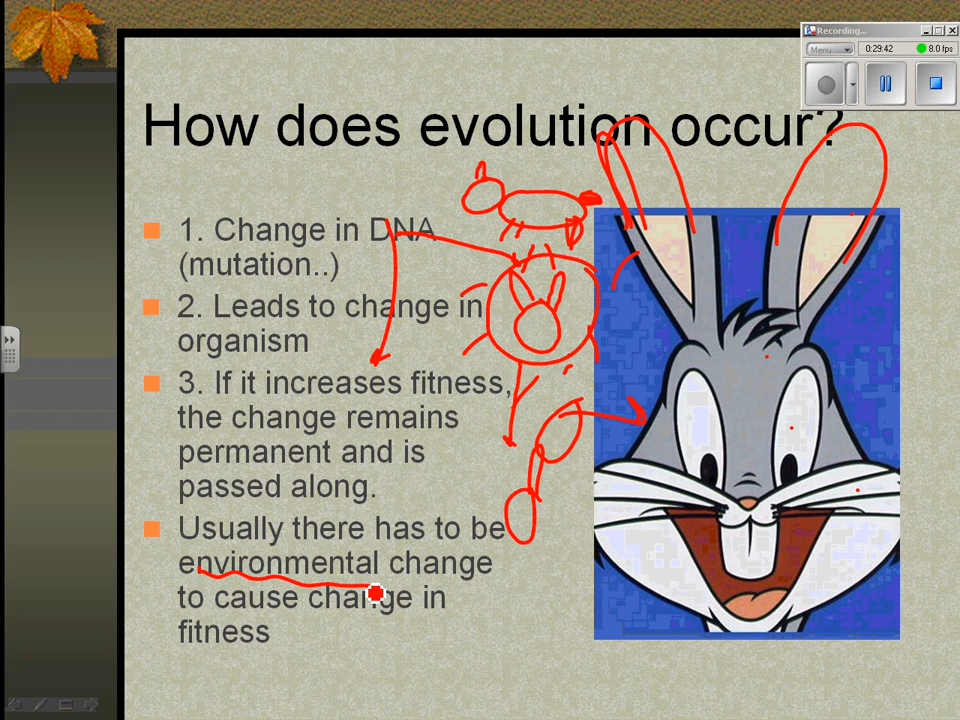 Recording...
Menu
0:29:42
8.0 fps
How does evolution occur?
1. Change in DNA
(mutation..)
2. Leads to change in
organism
3. If it increases fitness,
the change remains
permanent and is
passed along.
Usually there has to be
environmental change
to cause change in
fitness